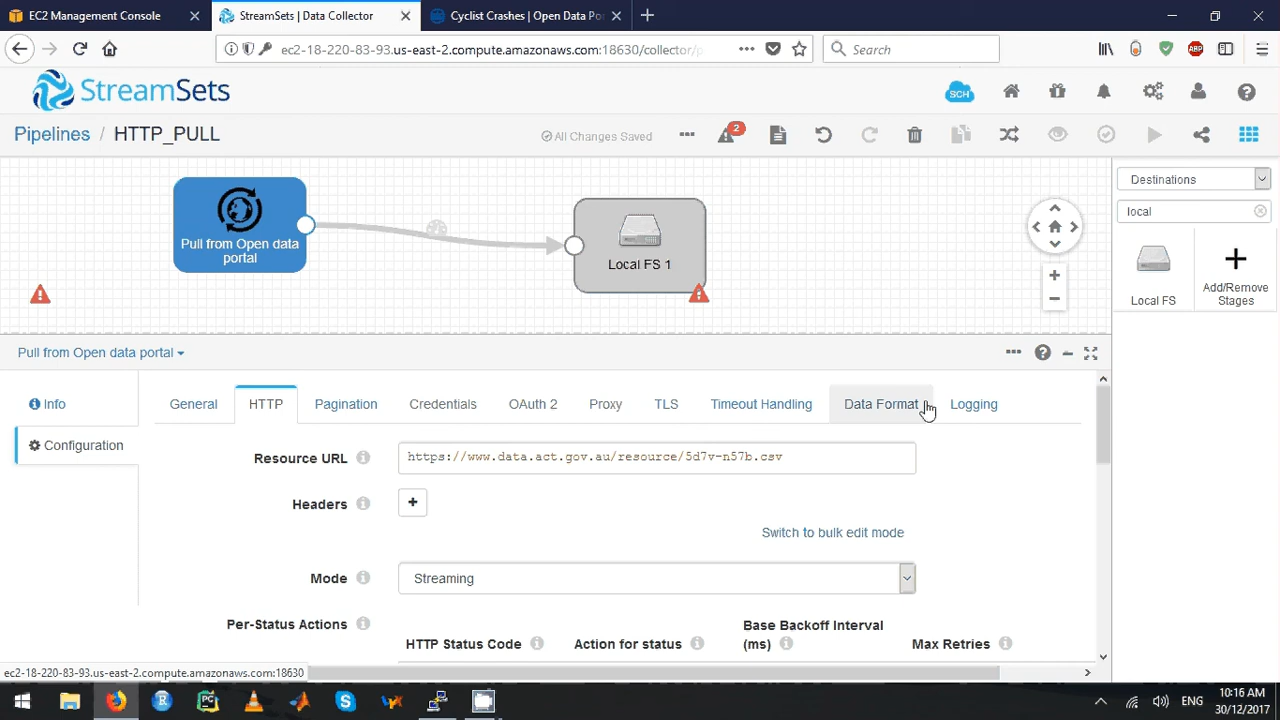 EC2 Management Console
StreamSets | Data Collector
Cyclist Crashes | Open Data Po
ec2-18-220-83-93.us-east-2.compute.amazonaws.com:18630/collector/
Search
ABP
StreamSets
SCH
Pipelines / HTTP_PULL
All Changes Saved
2
Pull from Open data
portal
Local FS 1
Destinations
local
Local FS
Add/Remove
Stages
Pull from Open data portal
Info
Configuration
General
HTTP
Pagination
Credentials
OAuth 2
Proxy
TLS
Timeout Handling
Data Format
Logging
Resource URL
https://www.data.act.gov.au/resource/5d7v-n57b.csv
Headers
Switch to bulk edit mode
Mode
Streaming
Per-Status Actions
HTTP Status Code
Action for status
Base Backoff Interval
(ms)
Max Retries
ec2-18-220-83-93.us-east-2.compute.amazonaws.com:18630
ENG
10:16 AM
30/12/2017